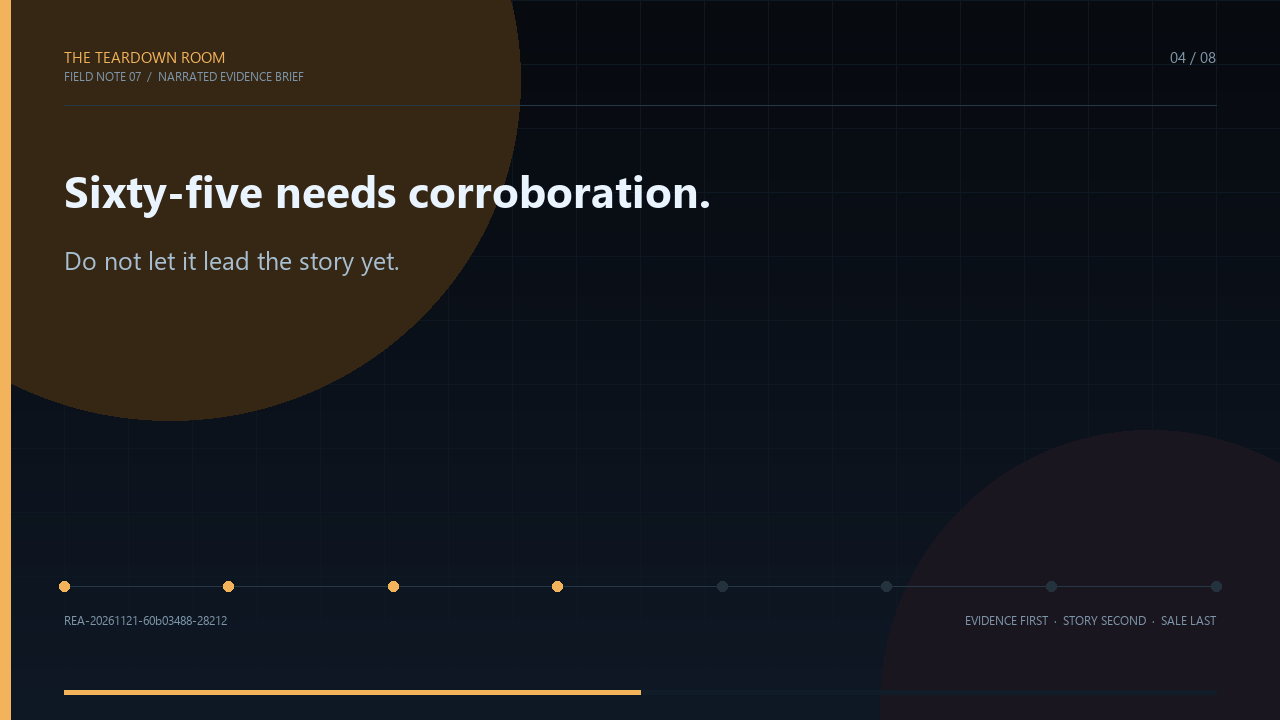 THE TEARDOWN ROOM
04 / 08
FIELD NOTE 07 / NARRATED EVIDENCE BRIEF
Sixty-five needs corroboration.
Do not let it lead the story yet.
REA-20261121-60b03488-28212
EVIDENCE FIRST · STORY SECOND · SALE LAST